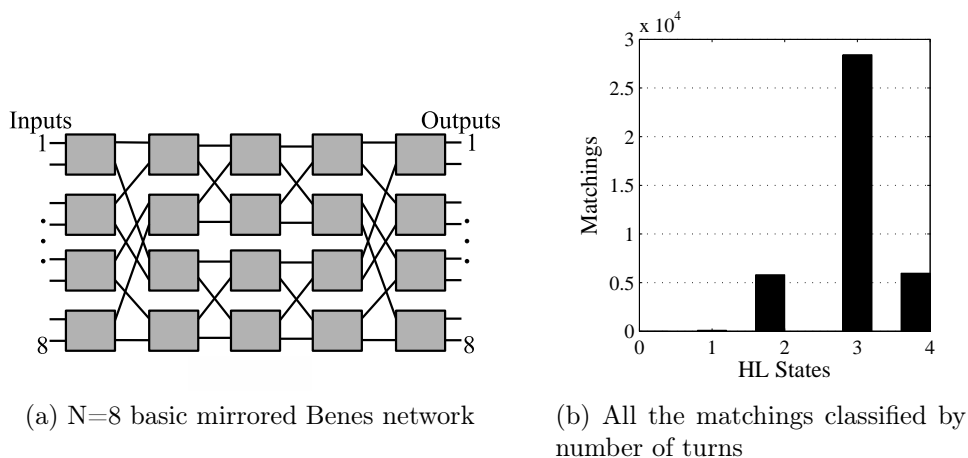 Inputs
Outputs
1
1
8
8
(a) N=8 basic mirrored Benes network
x 10^4
3
2.5
2
1.5
1
0.5
0
Matchings
0
1
2
3
4
HL States
(b) All the matchings classified by
number of turns